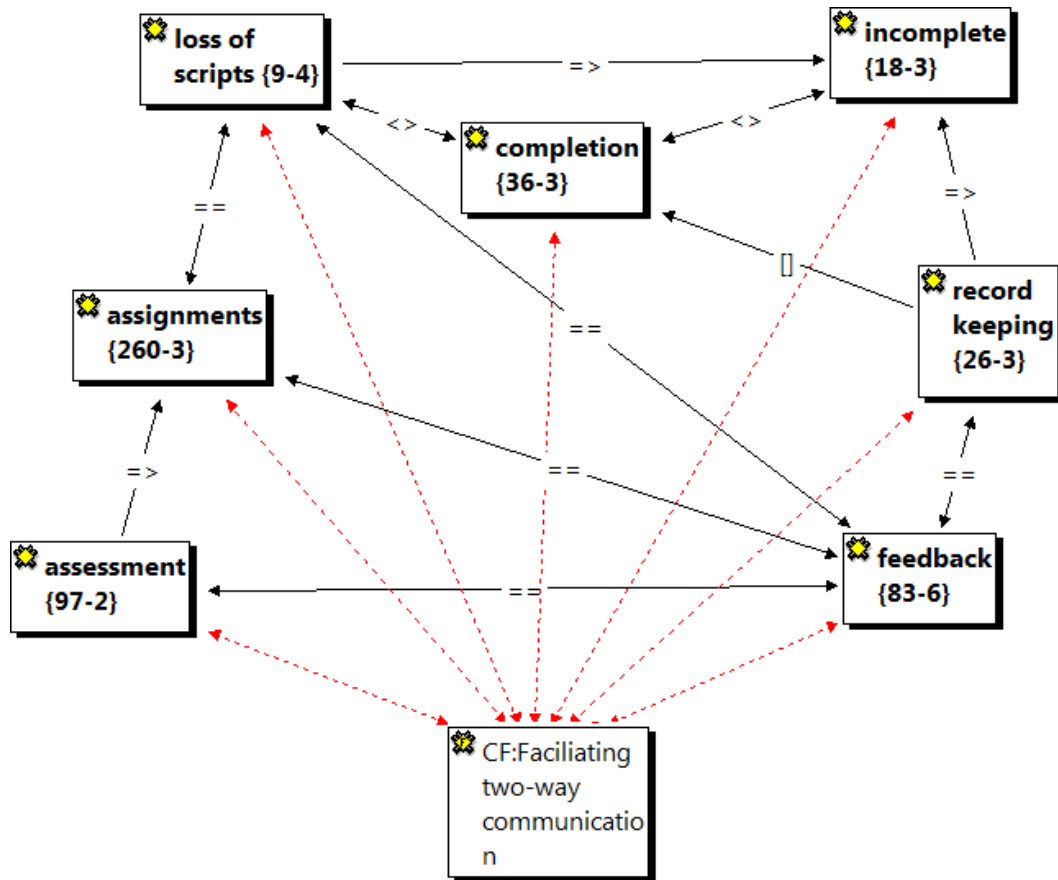 loss of
scripts {9-4}
incomplete
{18-3}
=>
<>
<>
completion
{36-3}
==
=>
[]
assignments
{260-3}
record
keeping
{26-3}
==
=>
==
==
assessment
{97-2}
==
feedback
{83-6}
F
CF:Faciliating
two-way
communicatio
n